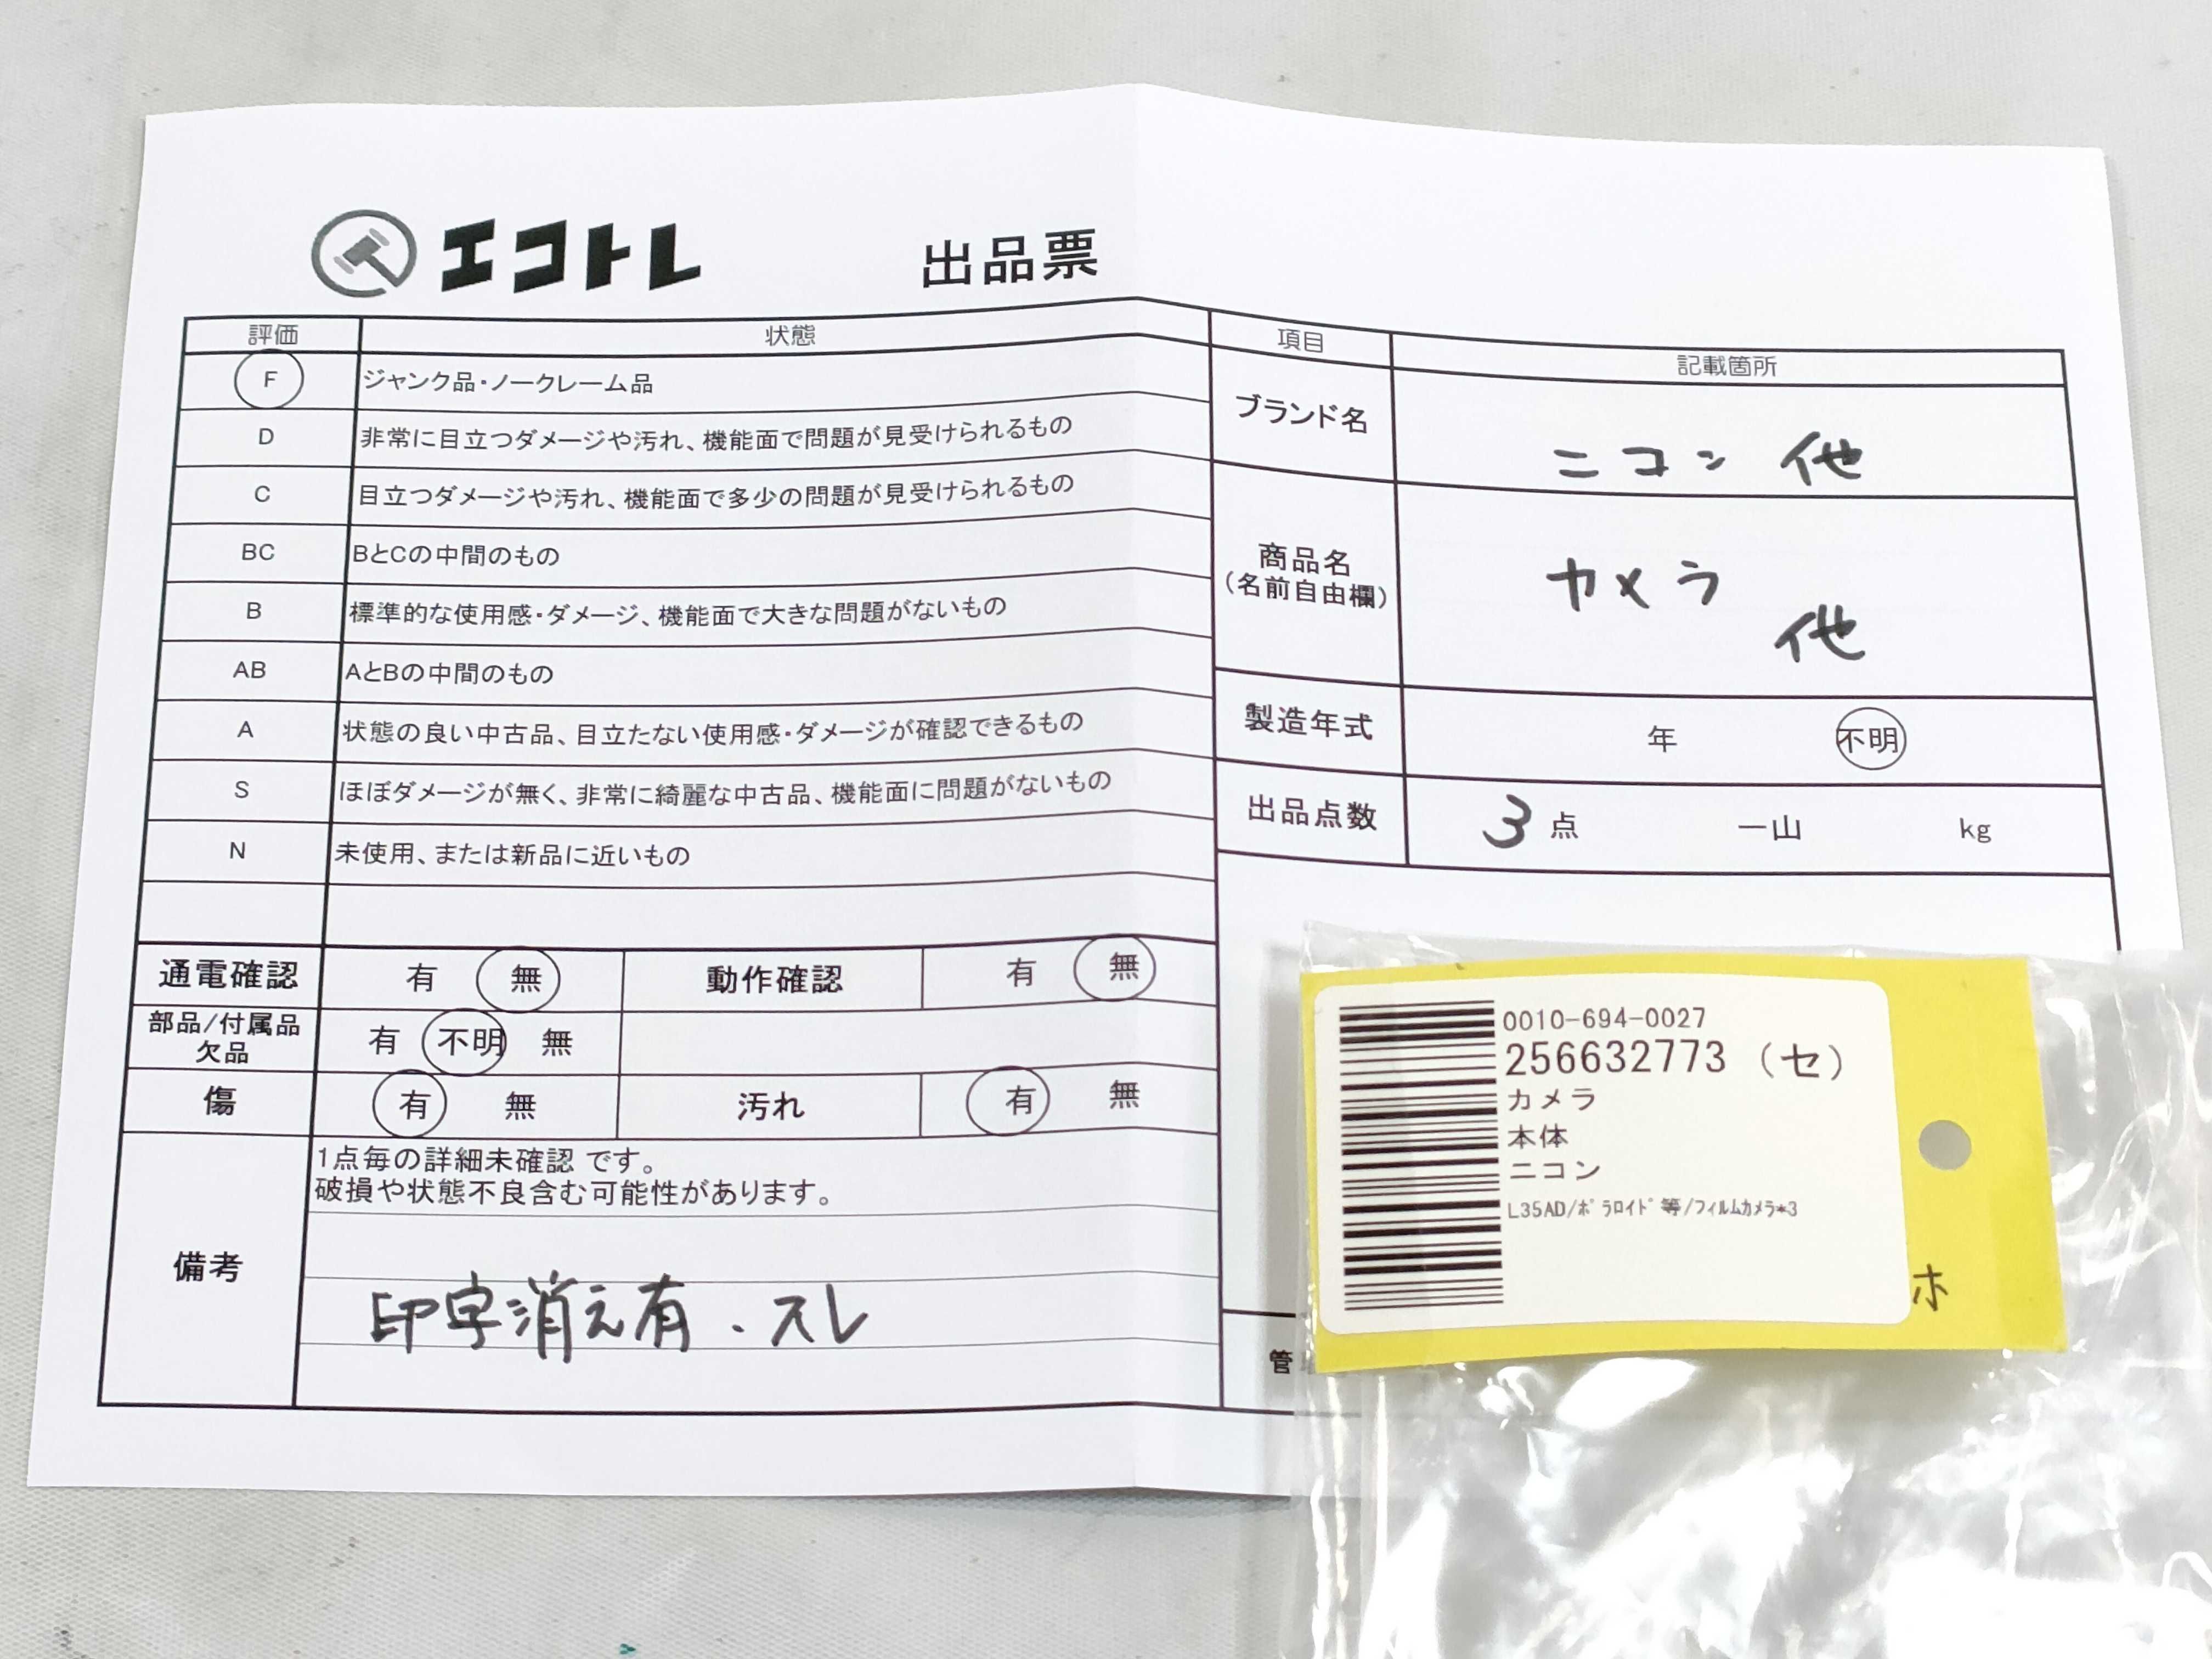 エコトレ 出品票
評価 状態
F ジャンク品・ノークレーム品
D 非常に目立つダメージや汚れ、機能面で問題が見受けられるもの
C 目立つダメージや汚れ、機能面で多少の問題が見受けられるもの
BC BとCの中間のもの
B 標準的な使用感・ダメージ、機能面で大きな問題がないもの
AB AとBの中間のもの
A 状態の良い中古品、目立たない使用感・ダメージが確認できるもの
S ほぼダメージが無く、非常に綺麗な中古品、機能面に問題がないもの
N 未使用、または新品に近いもの
通電確認 有 無 動作確認 有 無
部品/付属品
欠品 有 不明 無
傷 有 無 汚れ 有 無
備考
1点毎の詳細未確認 です。
破損や状態不良含む可能性があります。
印字消え有・スレ
項目 記載箇所
ブランド名 ニコン 他
商品名
(名前自由欄)
カメラ
他
製造年式 年 不明
出品点数 3点 一山 kg
管
0010-694-0027
256632773 (セ)
カメラ
本体
ニコン
L35AD/ポラロイド等/フィルムカメラ*3
ホ